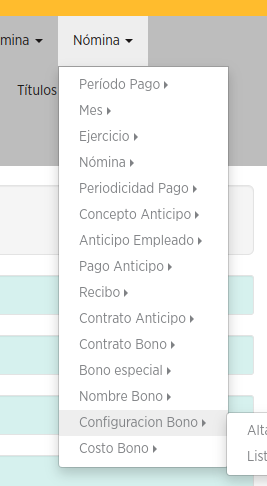 mina Nómina
Títulos
Período Pago
Mes
Ejercicio
Nómina
Periodicidad Pago
Concepto Anticipo
Anticipo Empleado
Pago Anticipo
Recibo
Contrato Anticipo
Contrato Bono
Bono especial
Nombre Bono
Configuracion Bono
Alta
Costo Bono
List